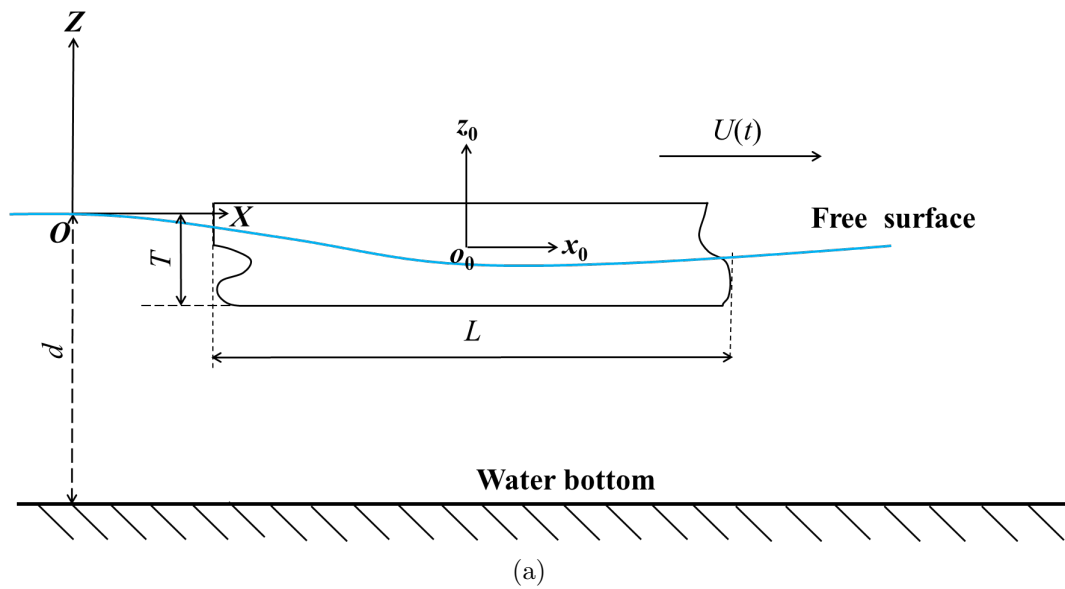 Z
z₀
U(t)
X
Free surface
O
T
o₀
x₀
L
d
Water bottom
(a)